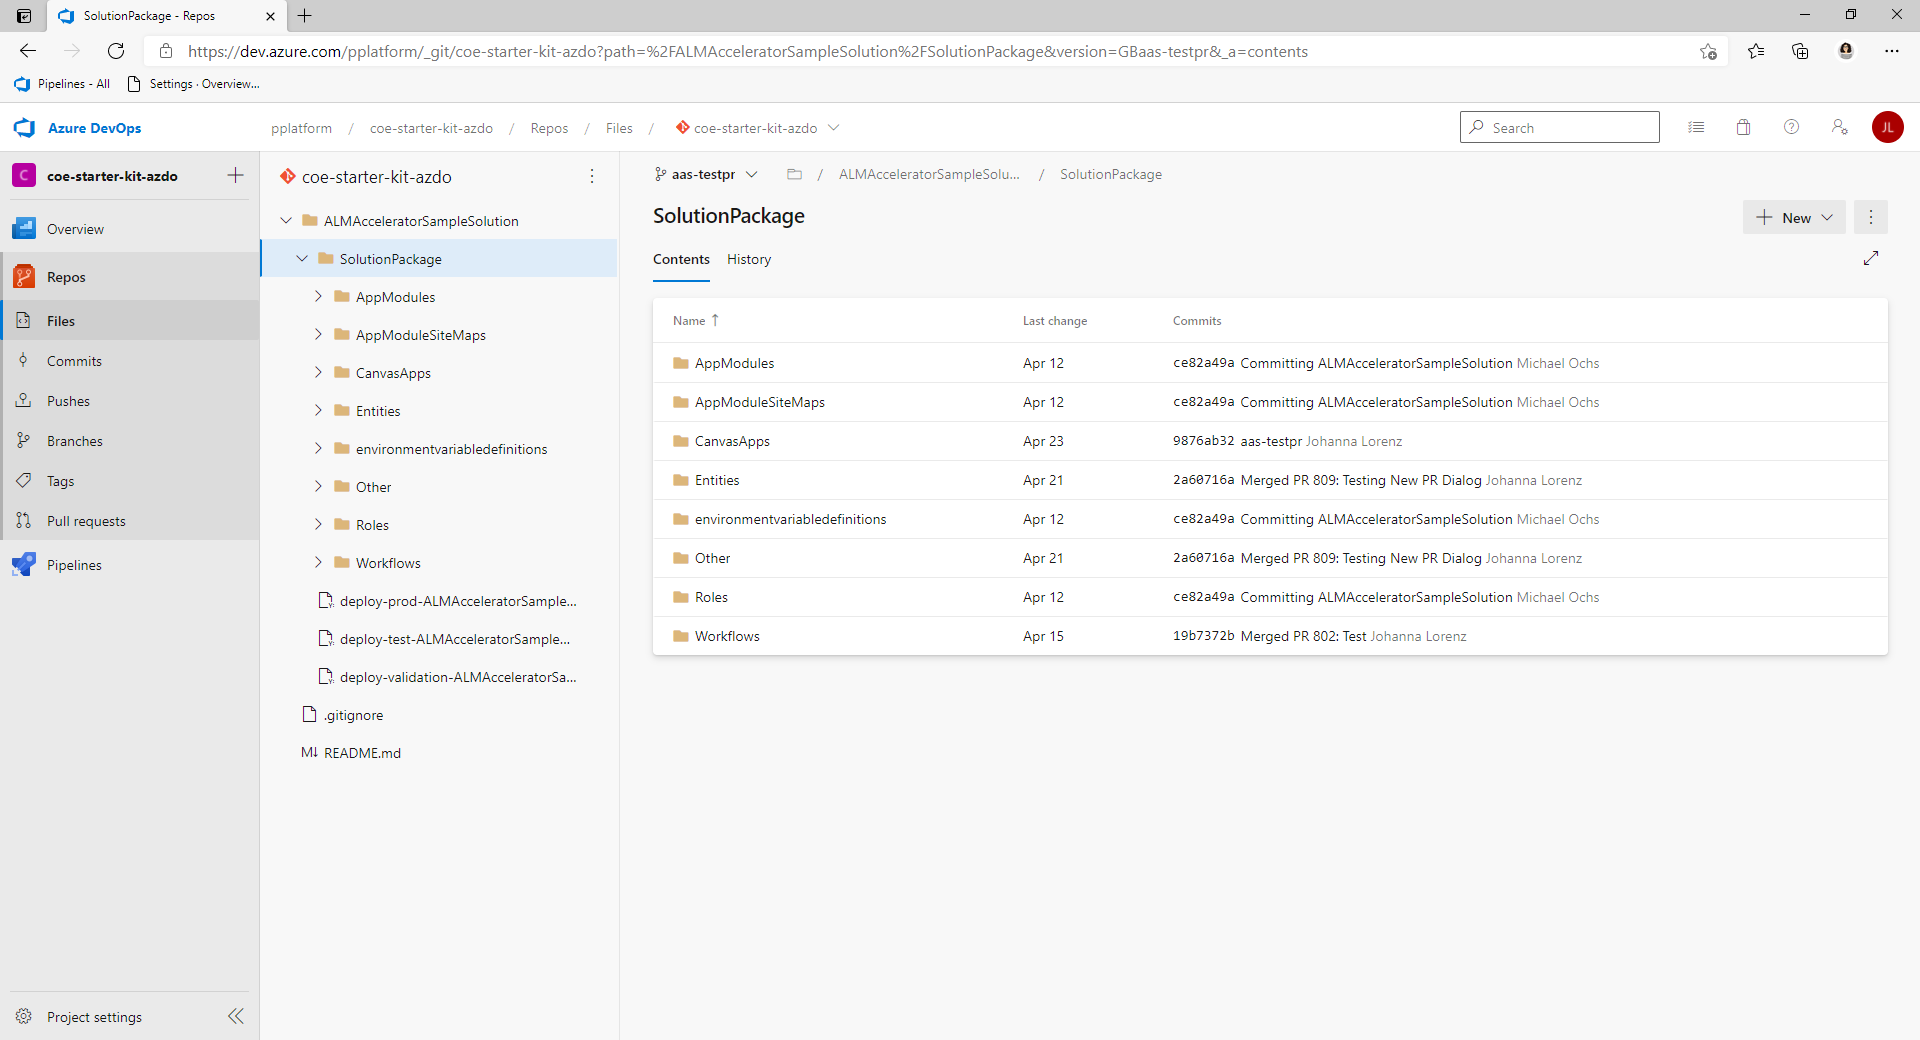 SolutionPackage - Repos
https://dev.azure.com/pplatform/_git/coe-starter-kit-azdo?path=%2FALMAcceleratorSampleSolution%2FSolutionPackage&version=GBaas-testpr&_a=contents
Pipelines - All
Settings · Overview...
Azure DevOps
pplatform / coe-starter-kit-azdo / Repos / Files / coe-starter-kit-azdo
Search
JL
C
coe-starter-kit-azdo
Overview
Repos
Files
Commits
Pushes
Branches
Tags
Pull requests
Pipelines
Project settings
coe-starter-kit-azdo
ALMAcceleratorSampleSolution
SolutionPackage
AppModules
AppModuleSiteMaps
CanvasApps
Entities
environmentvariabledefinitions
Other
Roles
Workflows
deploy-prod-ALMAcceleratorSample...
deploy-test-ALMAcceleratorSample...
deploy-validation-ALMAcceleratorSa...
.gitignore
M↓ README.md
aas-testpr / ALMAcceleratorSampleSolu... / SolutionPackage
SolutionPackage
New
Contents History
Name ↑ Last change Commits
AppModules Apr 12 ce82a49a Committing ALMAcceleratorSampleSolution Michael Ochs
AppModuleSiteMaps Apr 12 ce82a49a Committing ALMAcceleratorSampleSolution Michael Ochs
CanvasApps Apr 23 9876ab32 aas-testpr Johanna Lorenz
Entities Apr 21 2a60716a Merged PR 809: Testing New PR Dialog Johanna Lorenz
environmentvariabledefinitions Apr 12 ce82a49a Committing ALMAcceleratorSampleSolution Michael Ochs
Other Apr 21 2a60716a Merged PR 809: Testing New PR Dialog Johanna Lorenz
Roles Apr 12 ce82a49a Committing ALMAcceleratorSampleSolution Michael Ochs
Workflows Apr 15 19b7372b Merged PR 802: Test Johanna Lorenz